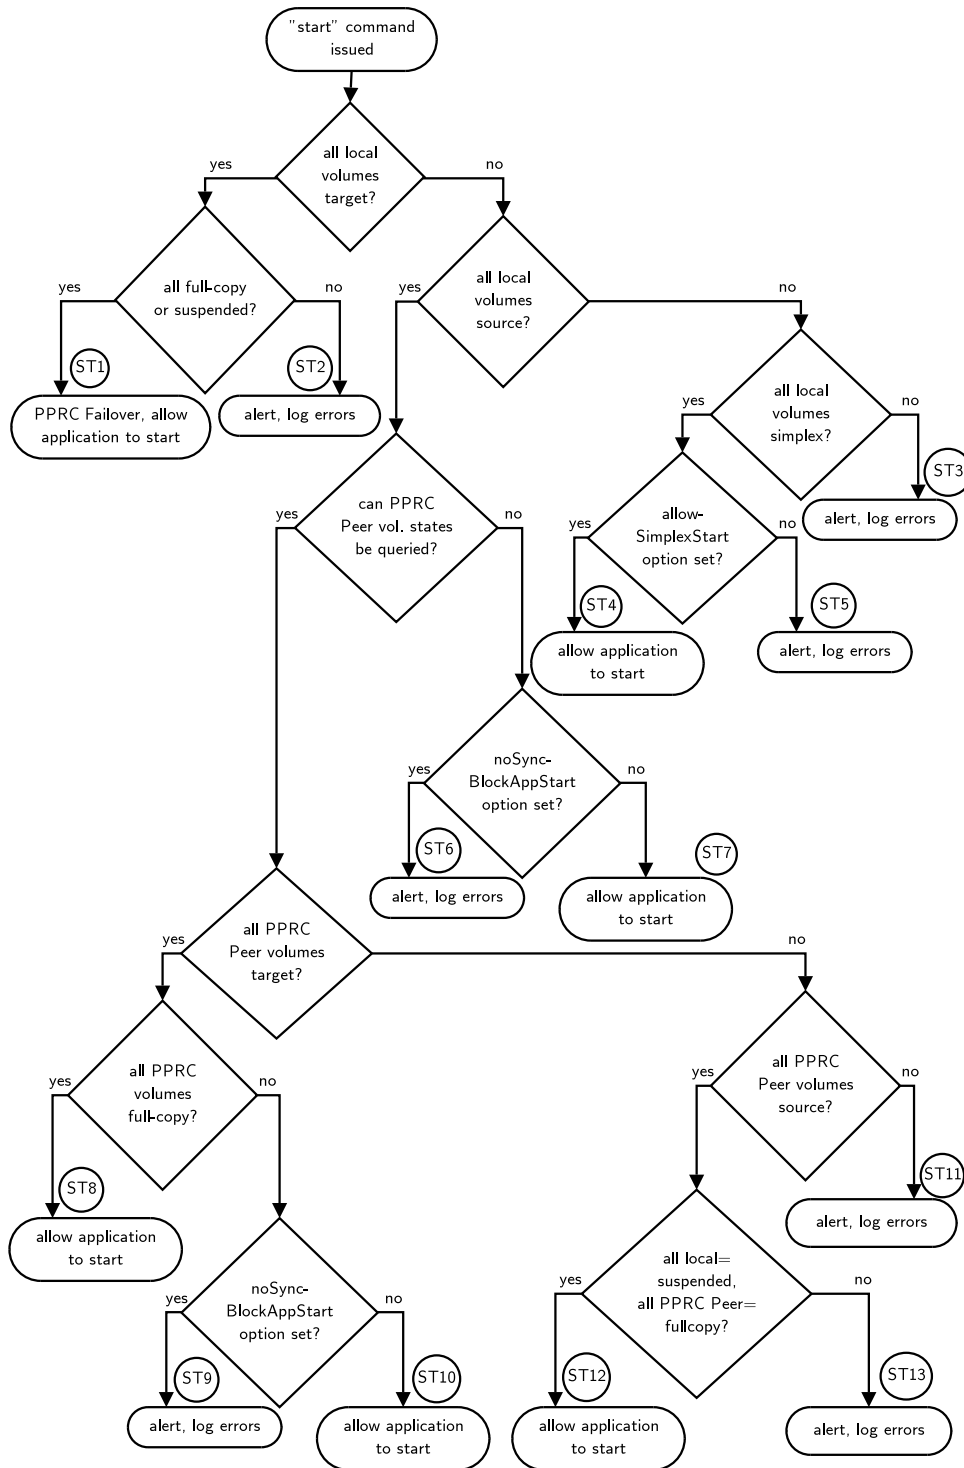 "start" command
issued
all local
volumes
target?
yes
no
all full-copy
or suspended?
yes
no
all local
volumes
source?
yes
no
ST1
ST2
PPRC Failover, allow
application to start
alert, log errors
all local
volumes
simplex?
yes
no
ST3
alert, log errors
can PPRC
Peer vol. states
be queried?
yes
no
allow-
SimplexStart
option set?
yes
no
ST4
ST5
allow application
to start
alert, log errors
noSync-
BlockAppStart
option set?
yes
no
ST6
ST7
alert, log errors
allow application
to start
all PPRC
Peer volumes
target?
yes
no
all PPRC
volumes
full-copy?
yes
no
all PPRC
Peer volumes
source?
yes
no
ST8
allow application
to start
ST11
alert, log errors
noSync-
BlockAppStart
option set?
yes
no
all local=
suspended,
all PPRC Peer=
fullcopy?
yes
no
ST9
ST10
ST12
ST13
alert, log errors
allow application
to start
allow application
to start
alert, log errors